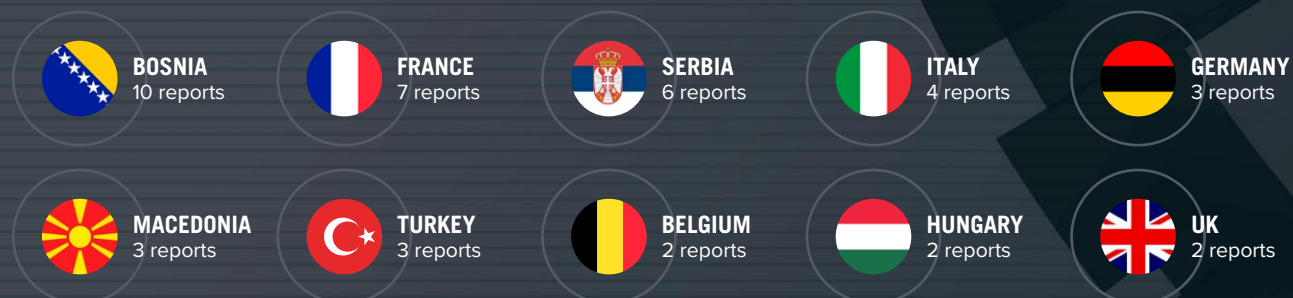 BOSNIA
10 reports
FRANCE
7 reports
SERBIA
6 reports
ITALY
4 reports
GERMANY
3 reports
MACEDONIA
3 reports
TURKEY
3 reports
BELGIUM
2 reports
HUNGARY
2 reports
UK
2 reports